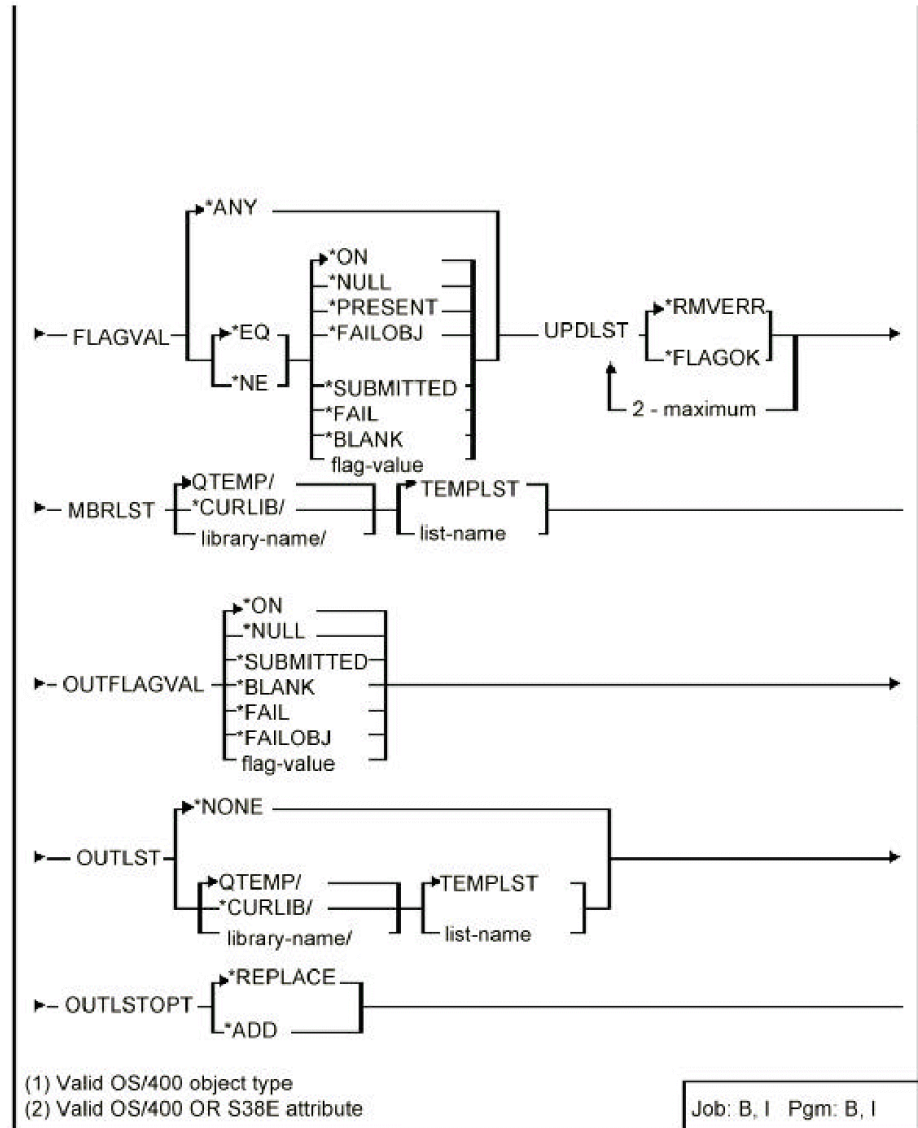 *ANY
*ON
*NULL
*PRESENT
*FAILOBJ
*SUBMITTED
*FAIL
*BLANK
flag-value
FLAGVAL
*EQ
*NE
UPDLST
*RMVERR
*FLAGOK
2 - maximum
MBRLST
QTEMP/
*CURLIB/
library-name/
TEMPLST
list-name
OUTFLAGVAL
*ON
*NULL
*SUBMITTED
*BLANK
*FAIL
*FAILOBJ
flag-value
OUTLST
*NONE
QTEMP/
*CURLIB/
library-name/
TEMPLST
list-name
OUTLSTOPT
*REPLACE
*ADD
(1) Valid OS/400 object type
(2) Valid OS/400 OR S38E attribute
Job: B, I Pgm: B, I